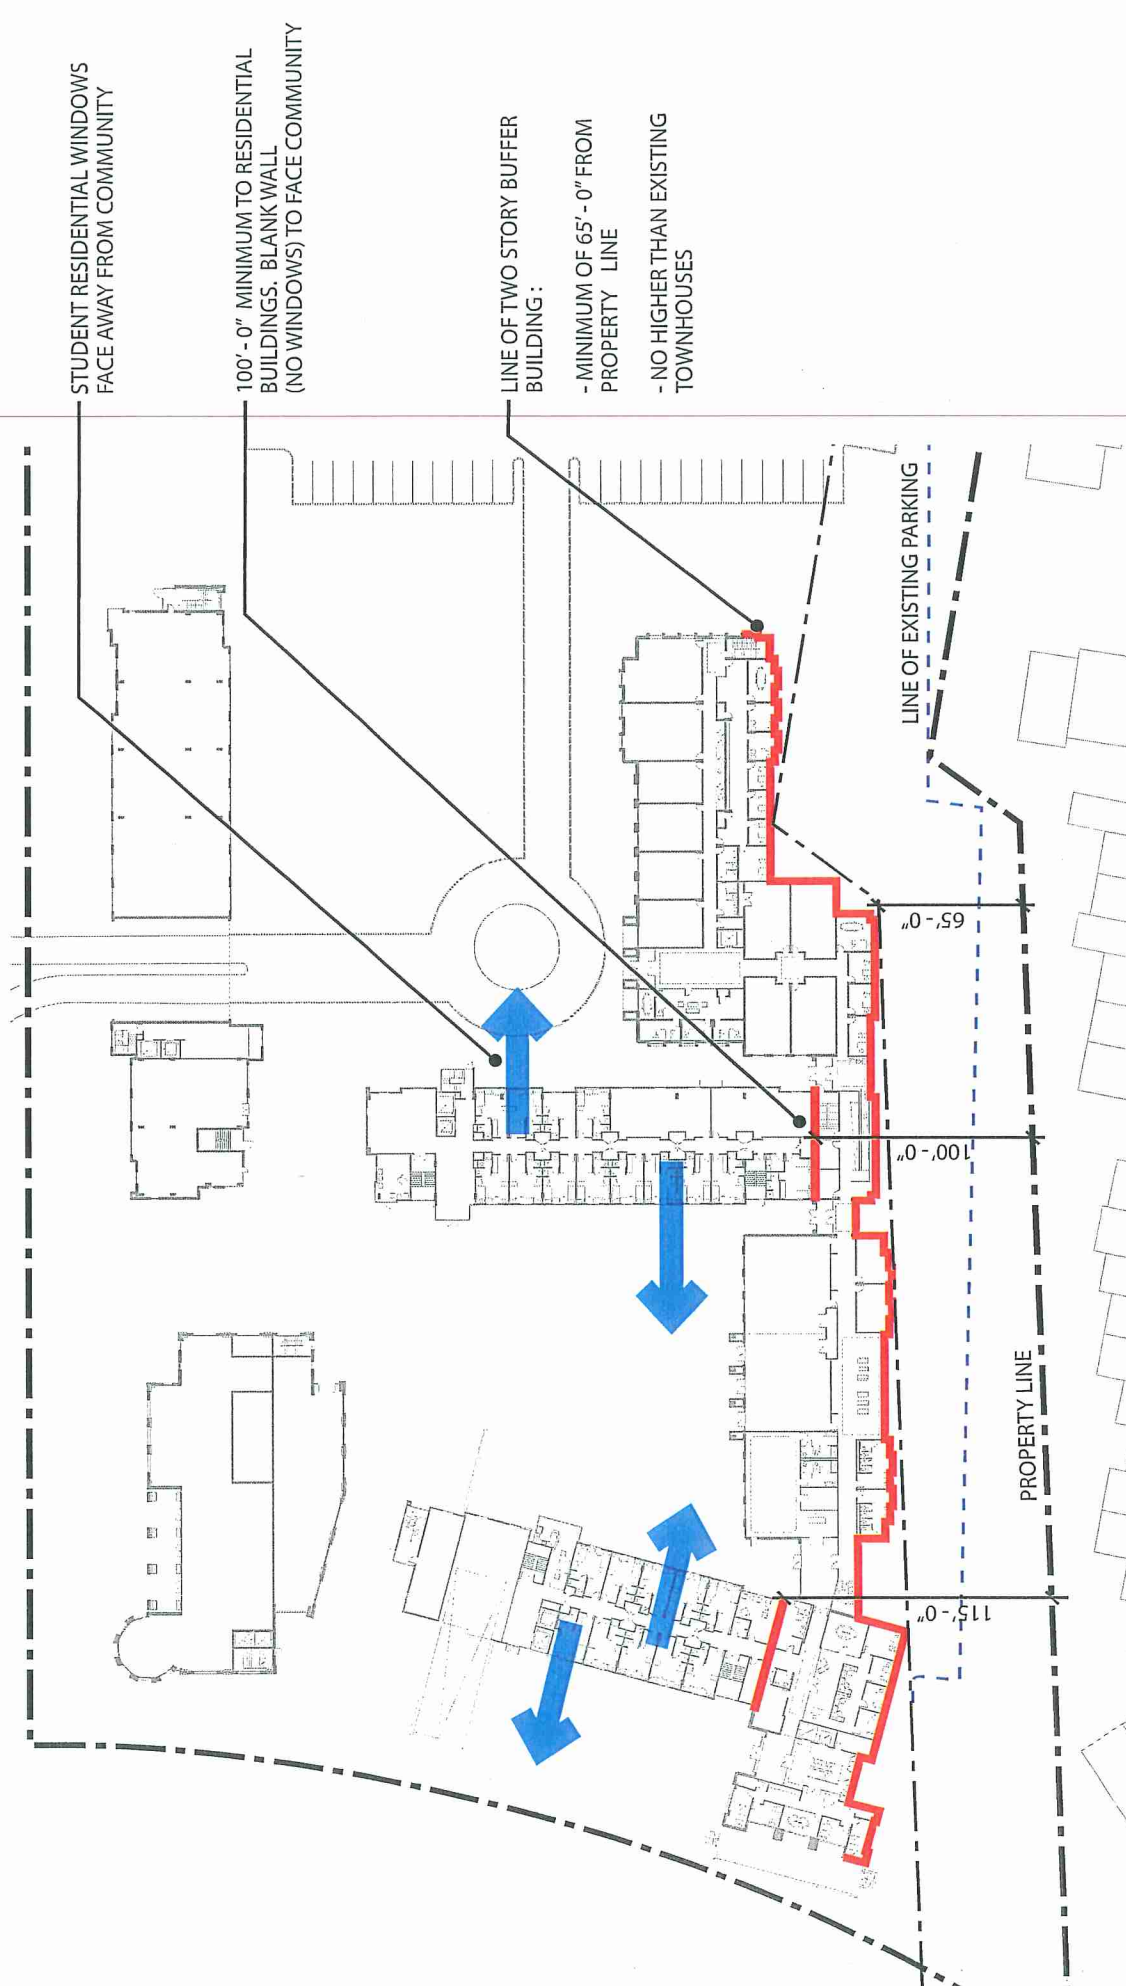 STUDENT RESIDENTIAL WINDOWS
FACE AWAY FROM COMMUNITY
100'-0" MINIMUM TO RESIDENTIAL
BUILDINGS. BLANK WALL
(NO WINDOWS) TO FACE COMMUNITY
LINE OF TWO STORY BUFFER
BUILDING :
- MINIMUM OF 65'-0" FROM
PROPERTY LINE
- NO HIGHER THAN EXISTING
TOWNHOUSES
LINE OF EXISTING PARKING
65'-0"
100'-0"
PROPERTY LINE
115'-0"